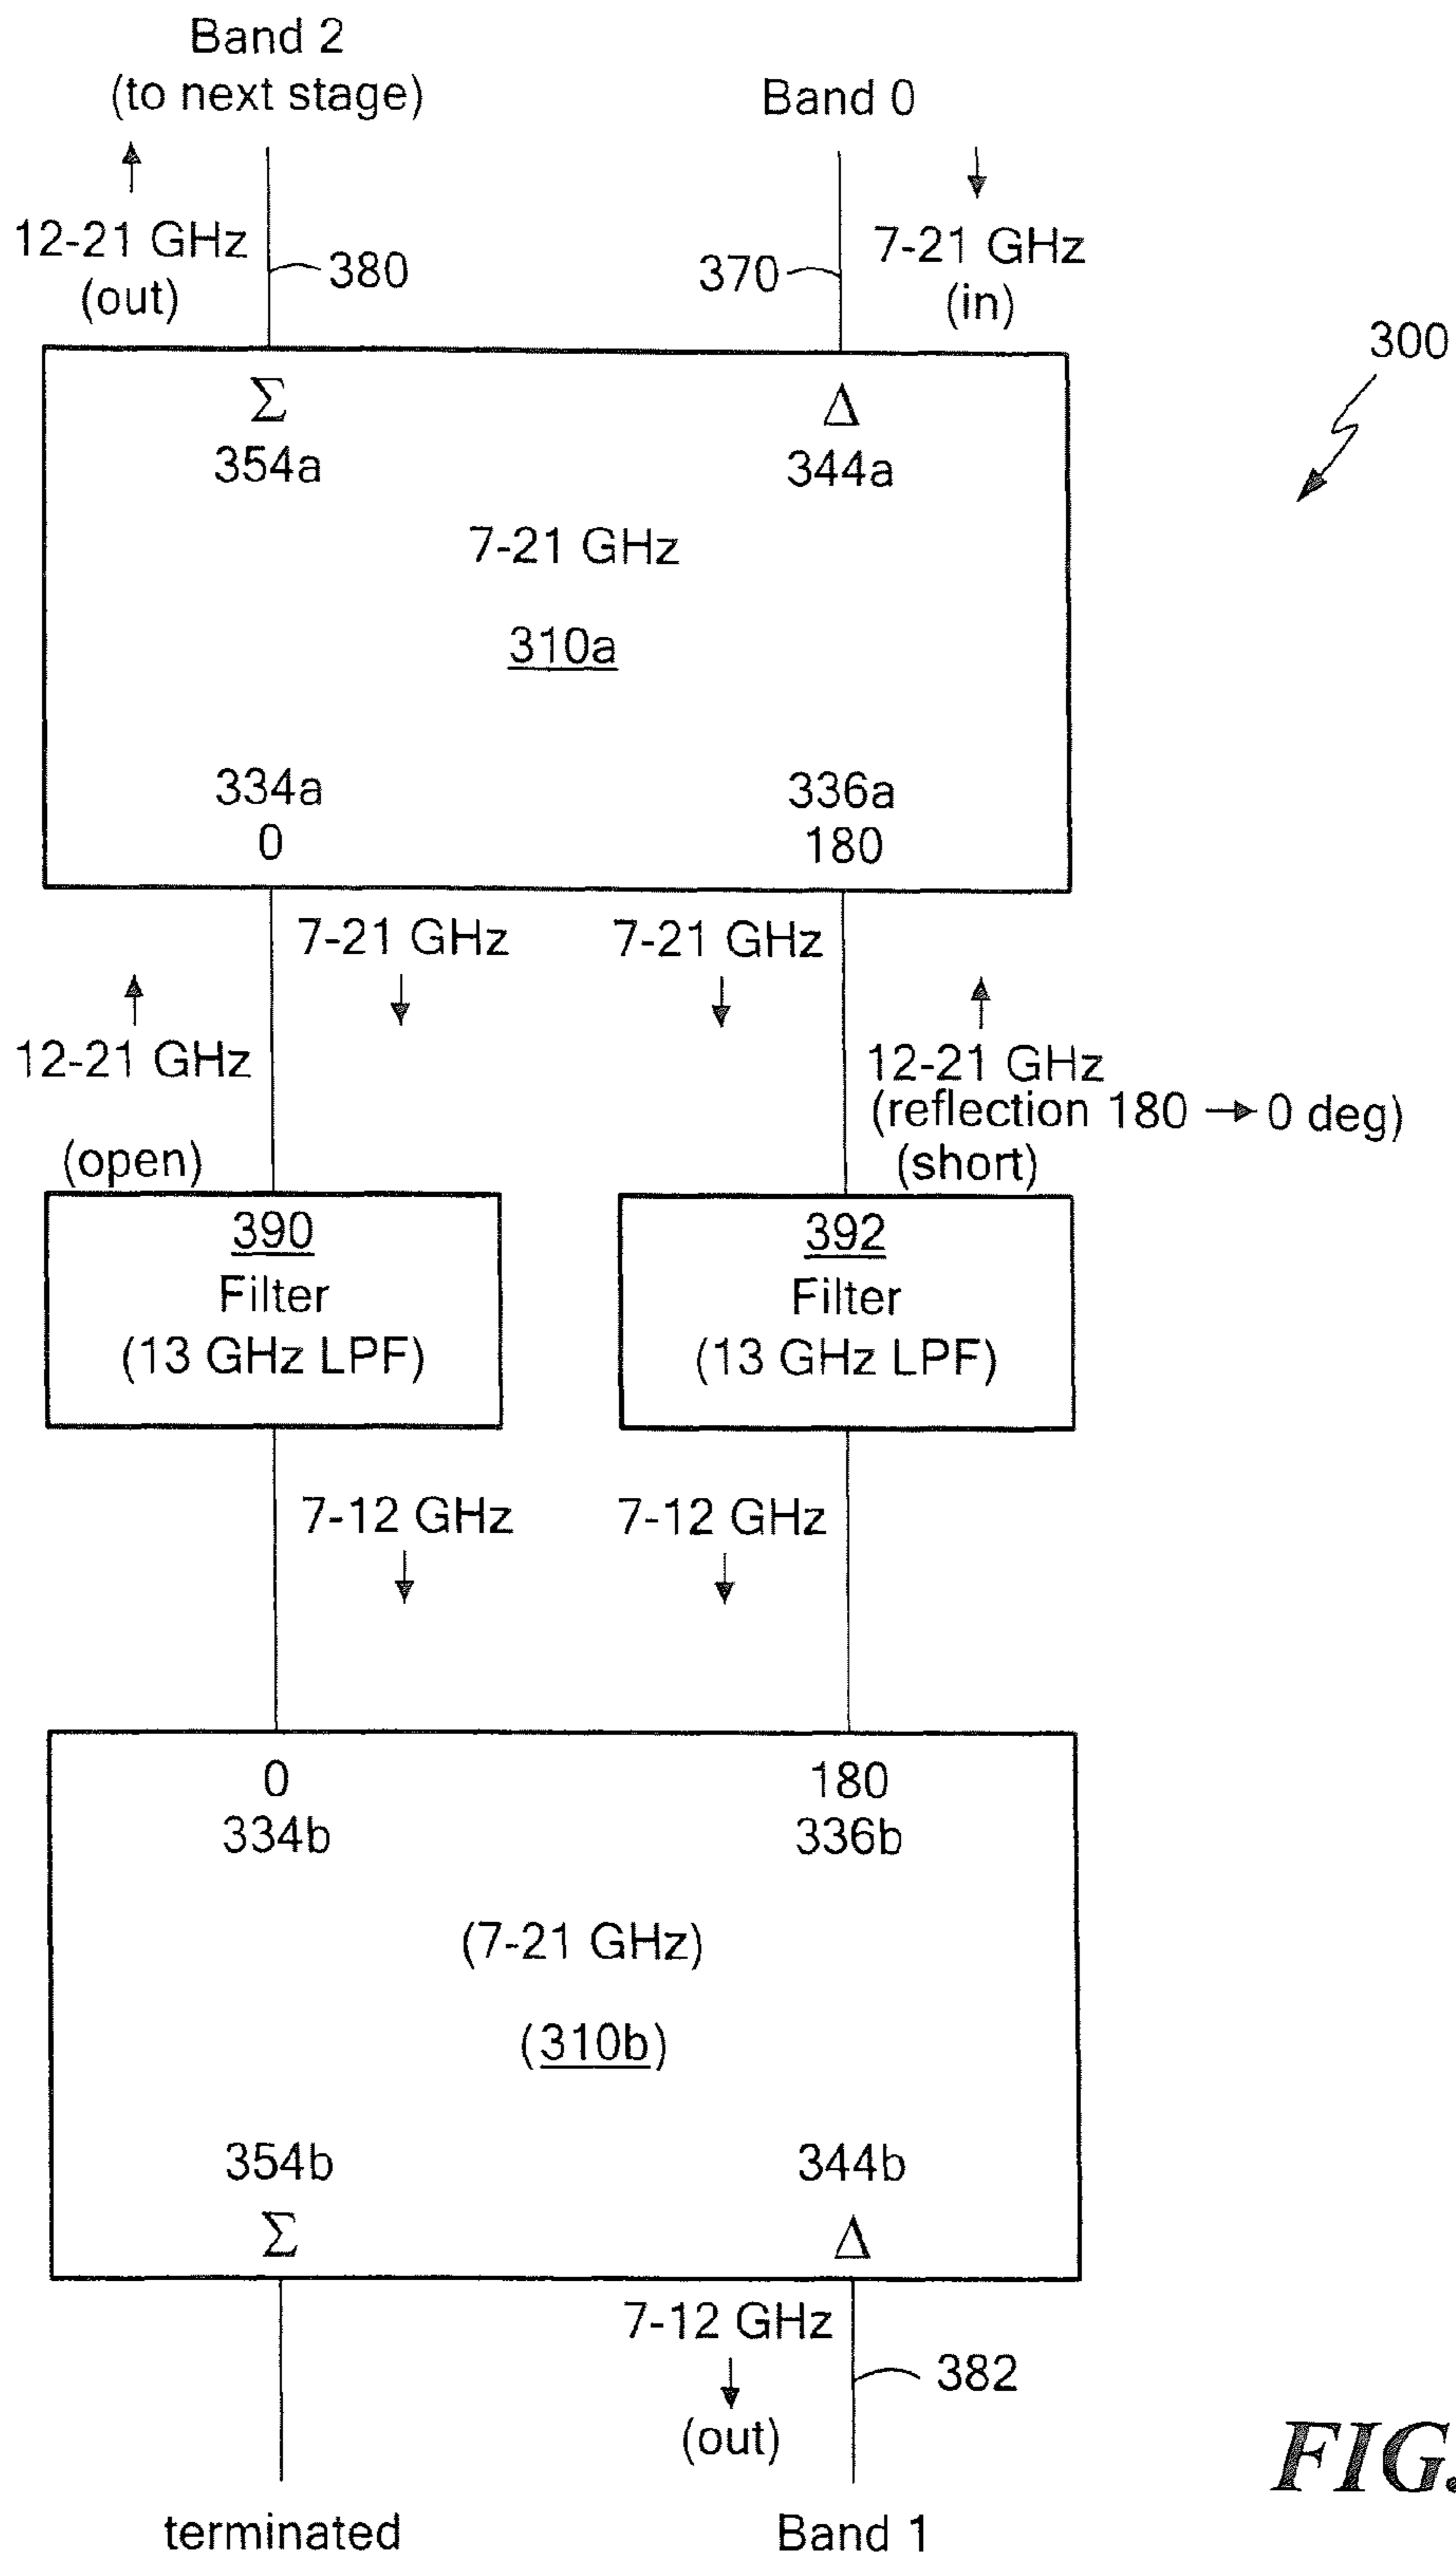 Band 2
(to next stage)
Band 0
12-21 GHz
(out)
380
370
7-21 GHz
(in)
300
Σ
354a
Δ
344a
7-21 GHz
310a
334a
0
336a
180
7-21 GHz
7-21 GHz
12-21 GHz
12-21 GHz
(reflection 180 → 0 deg)
(open)
(short)
390
Filter
(13 GHz LPF)
392
Filter
(13 GHz LPF)
7-12 GHz
7-12 GHz
0
334b
180
336b
(7-21 GHz)
(310b)
354b
Σ
344b
Δ
7-12 GHz
(out)
382
terminated
Band 1
FIG.